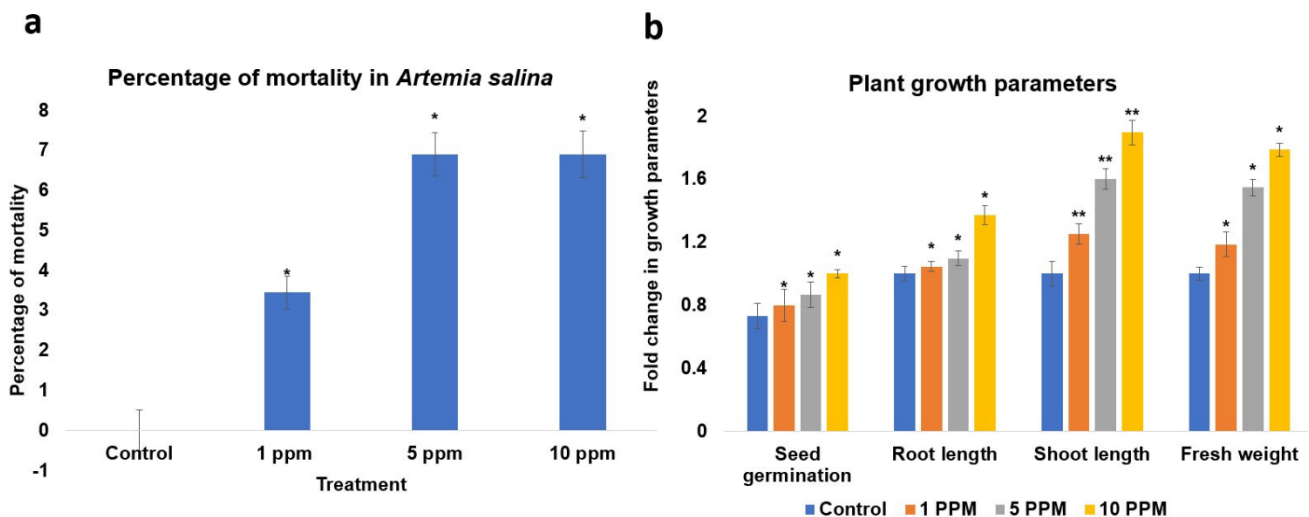 a
Percentage of mortality in Artemia salina
Percentage of mortality
8
7
6
5
4
3
2
1
0
-1
*
*
*
Control
1 ppm
5 ppm
10 ppm
Treatment
b
Plant growth parameters
Fold change in growth parameters
2
1.6
1.2
0.8
0.4
0
*
*
*
*
*
*
**
**
**
*
*
*
Seed
germination
Root length
Shoot length
Fresh weight
Control
1 PPM
5 PPM
10 PPM